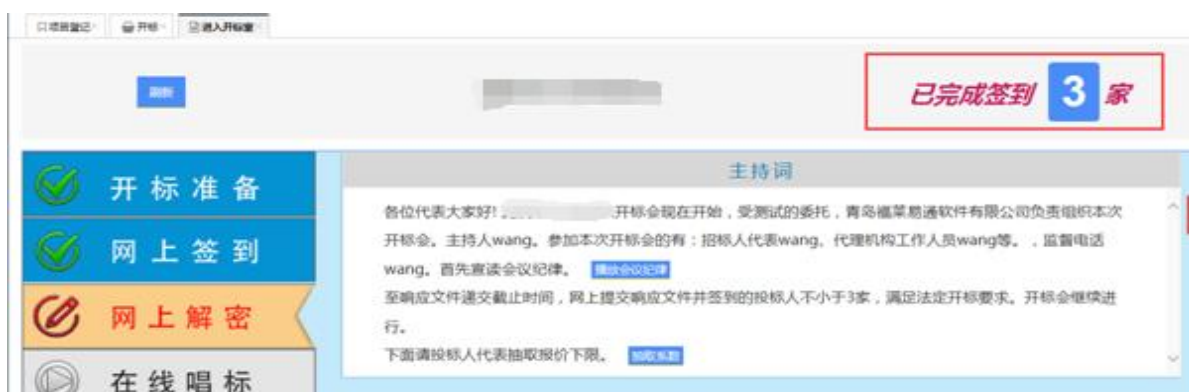 项目登记 开标 进入开标室
刷新
已完成签到 3 家
开标准备
网上签到
网上解密
在线唱标
主持词
各位代表大家好!
开标会现在开始，受测试的委托，青岛福莱易通软件有限公司负责组织本次
开标会。主持人wang。参加本次开标会的有：招标人代表wang、代理机构工作人员wang等。，监督电话
wang。首先宣读会议纪律。 播放会议纪律
至响应文件递交截止时间，网上提交响应文件并签到的投标人不小于3家，满足法定开标要求。开标会继续进
行。
下面请投标人代表抽取报价下限。 抽取系数